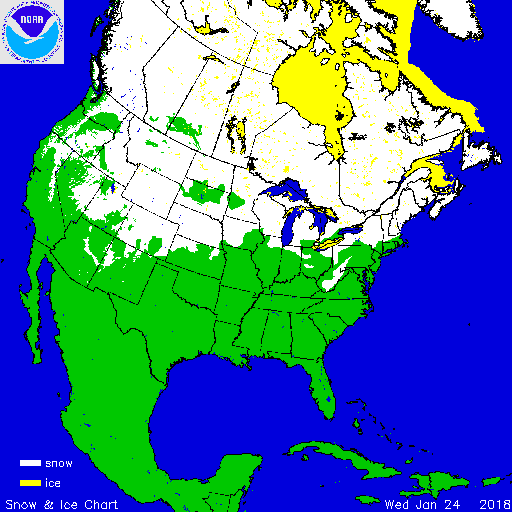 NOAA
snow
ice
Snow & Ice Chart
Wed Jan 24 2018